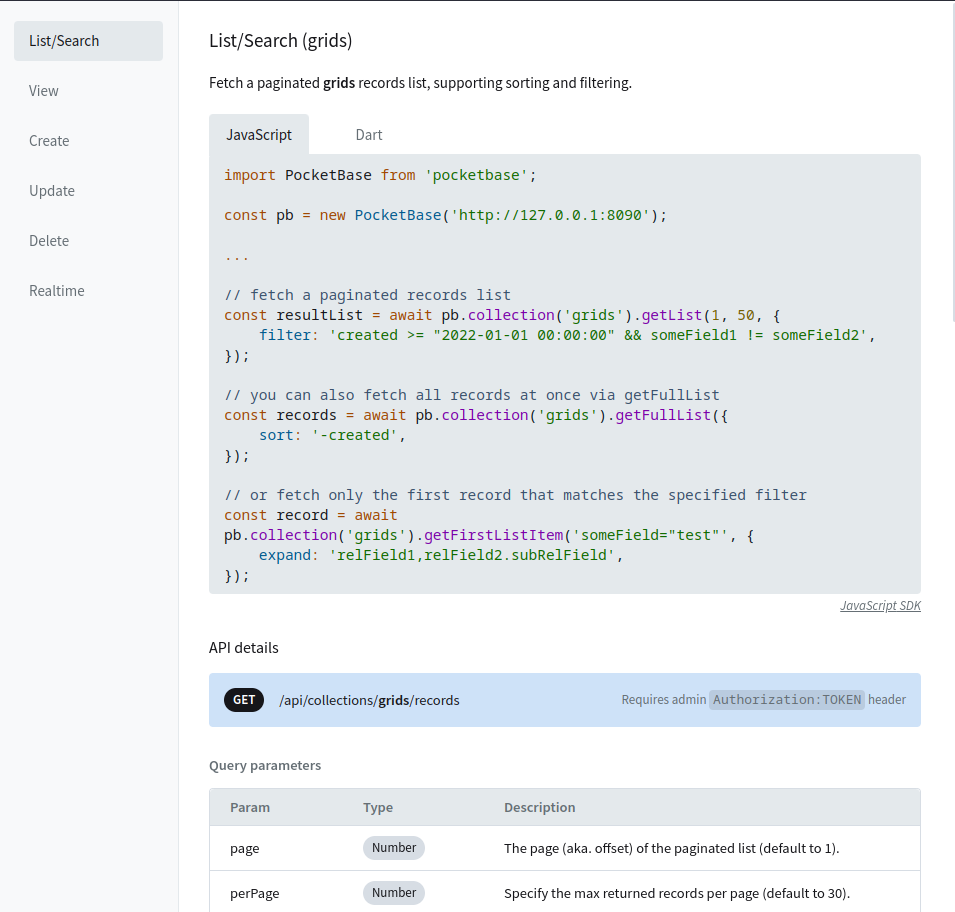 List/Search
View
Create
Update
Delete
Realtime
List/Search (grids)
Fetch a paginated grids records list, supporting sorting and filtering.
JavaScript Dart
import PocketBase from 'pocketbase';
const pb = new PocketBase('http://127.0.0.1:8090');
...
// fetch a paginated records list
const resultList = await pb.collection('grids').getList(1, 50, {
    filter: 'created >= "2022-01-01 00:00:00" && someField1 != someField2',
});
// you can also fetch all records at once via getFullList
const records = await pb.collection('grids').getFullList({
    sort: '-created',
});
// or fetch only the first record that matches the specified filter
const record = await
pb.collection('grids').getFirstListItem('someField="test"', {
    expand: 'relField1,relField2.subRelField',
});
JavaScript SDK
API details
GET /api/collections/grids/records Requires admin Authorization:TOKEN header
Query parameters
Param Type Description
page Number The page (aka. offset) of the paginated list (default to 1).
perPage Number Specify the max returned records per page (default to 30).